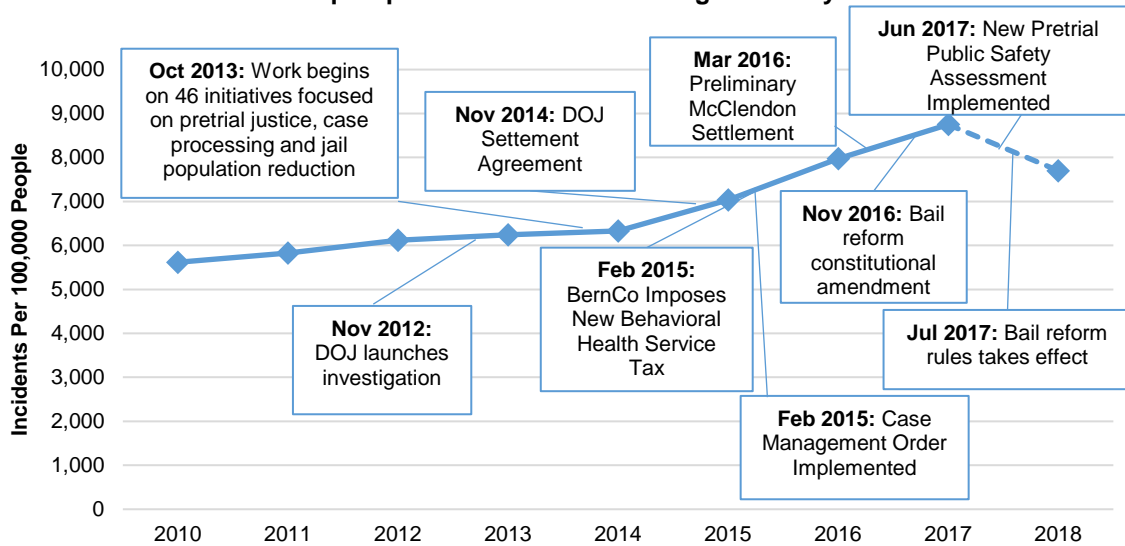 Jun 2017: New Pretrial
Public Safety
Assessment
Implemented
Mar 2016:
Preliminary
McClendon
Settlement
Oct 2013: Work begins
on 46 initiatives focused
on pretrial justice, case
processing and jail
population reduction
Nov 2014: DOJ
Settement
Agreement
Nov 2016: Bail
reform
constitutional
amendment
Feb 2015:
BernCo Imposes
New Behavioral
Health Service
Tax
Nov 2012:
DOJ launches
investigation
Jul 2017: Bail reform
rules takes effect
Feb 2015: Case
Management Order
Implemented
Incidents Per 100,000 People
10,000
9,000
8,000
7,000
6,000
5,000
4,000
3,000
2,000
1,000
0
2010 2011 2012 2013 2014 2015 2016 2017 2018